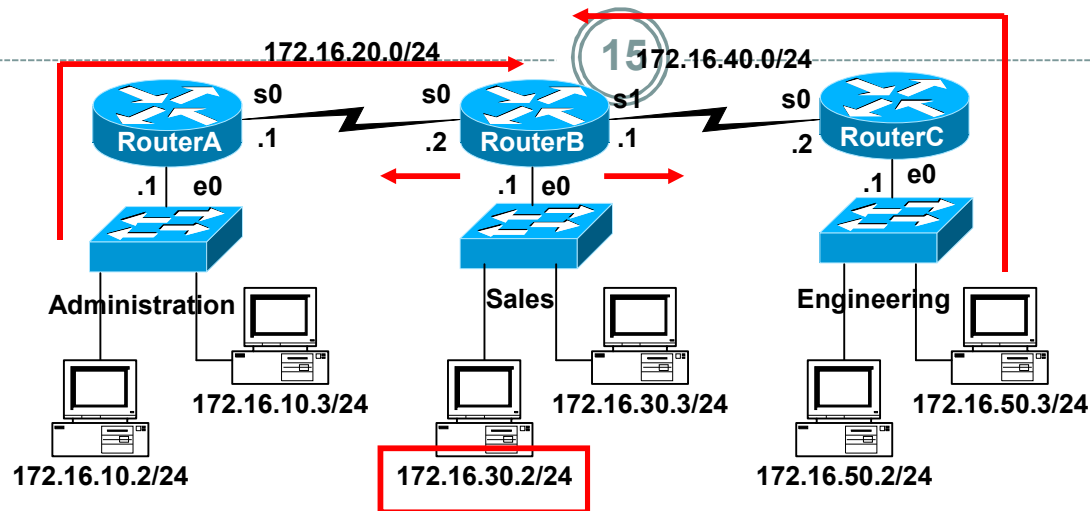 172.16.20.0/24
15
172.16.40.0/24
s0
s0
s1
s0
RouterA
.1
.2
RouterB
.1
.2
RouterC
.1
e0
.1
e0
.1
e0
Administration
Sales
Engineering
172.16.10.3/24
172.16.30.3/24
172.16.50.3/24
172.16.10.2/24
172.16.30.2/24
172.16.50.2/24